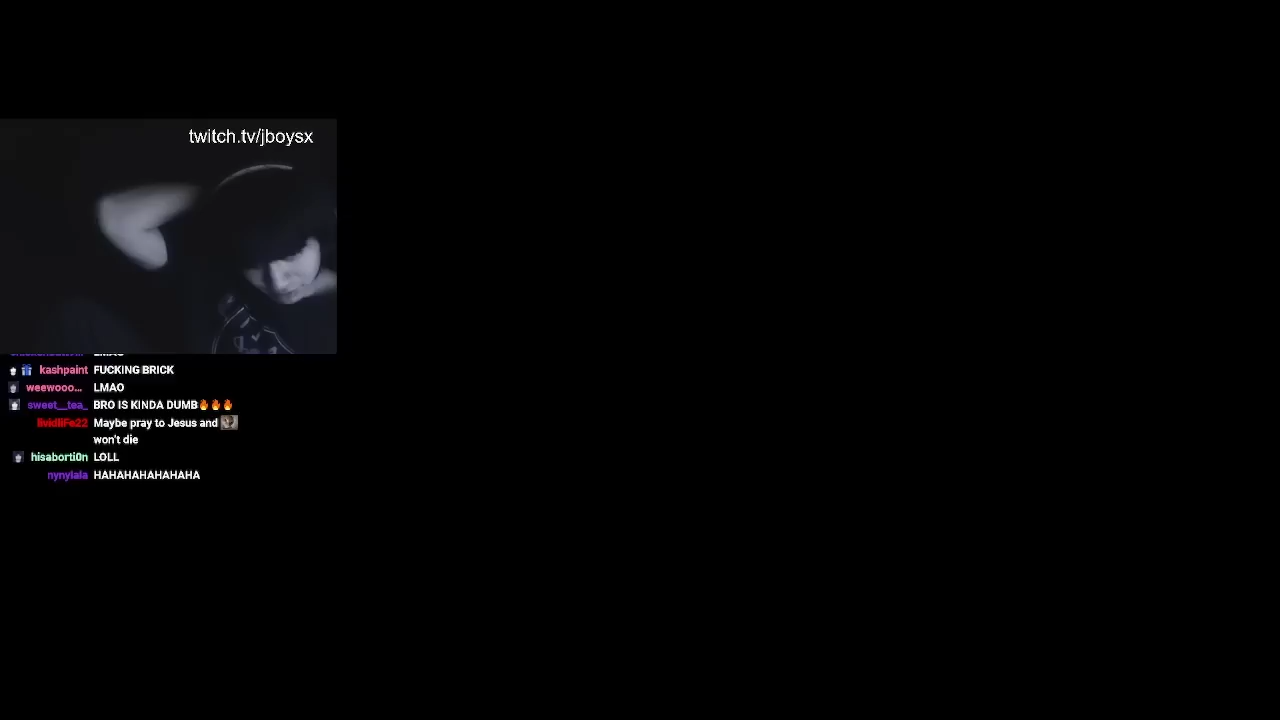 twitch.tv/jboysx
LMAO
kashpaint FUCKING BRICK
weewooo... LMAO
sweet__tea_ BRO IS KINDA DUMB🔥🔥🔥
lividliFe22 Maybe pray to Jesus and
won't die
hisaborti0n LOLL
nynylala HAHAHAHAHAHAHA